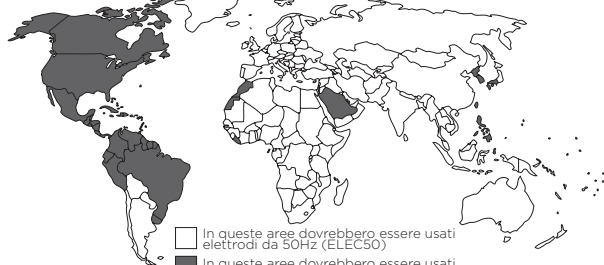 In queste aree dovrebbero essere usati
elettrodi da 50Hz (ELEC50)
In queste aree dovrebbero essere usati